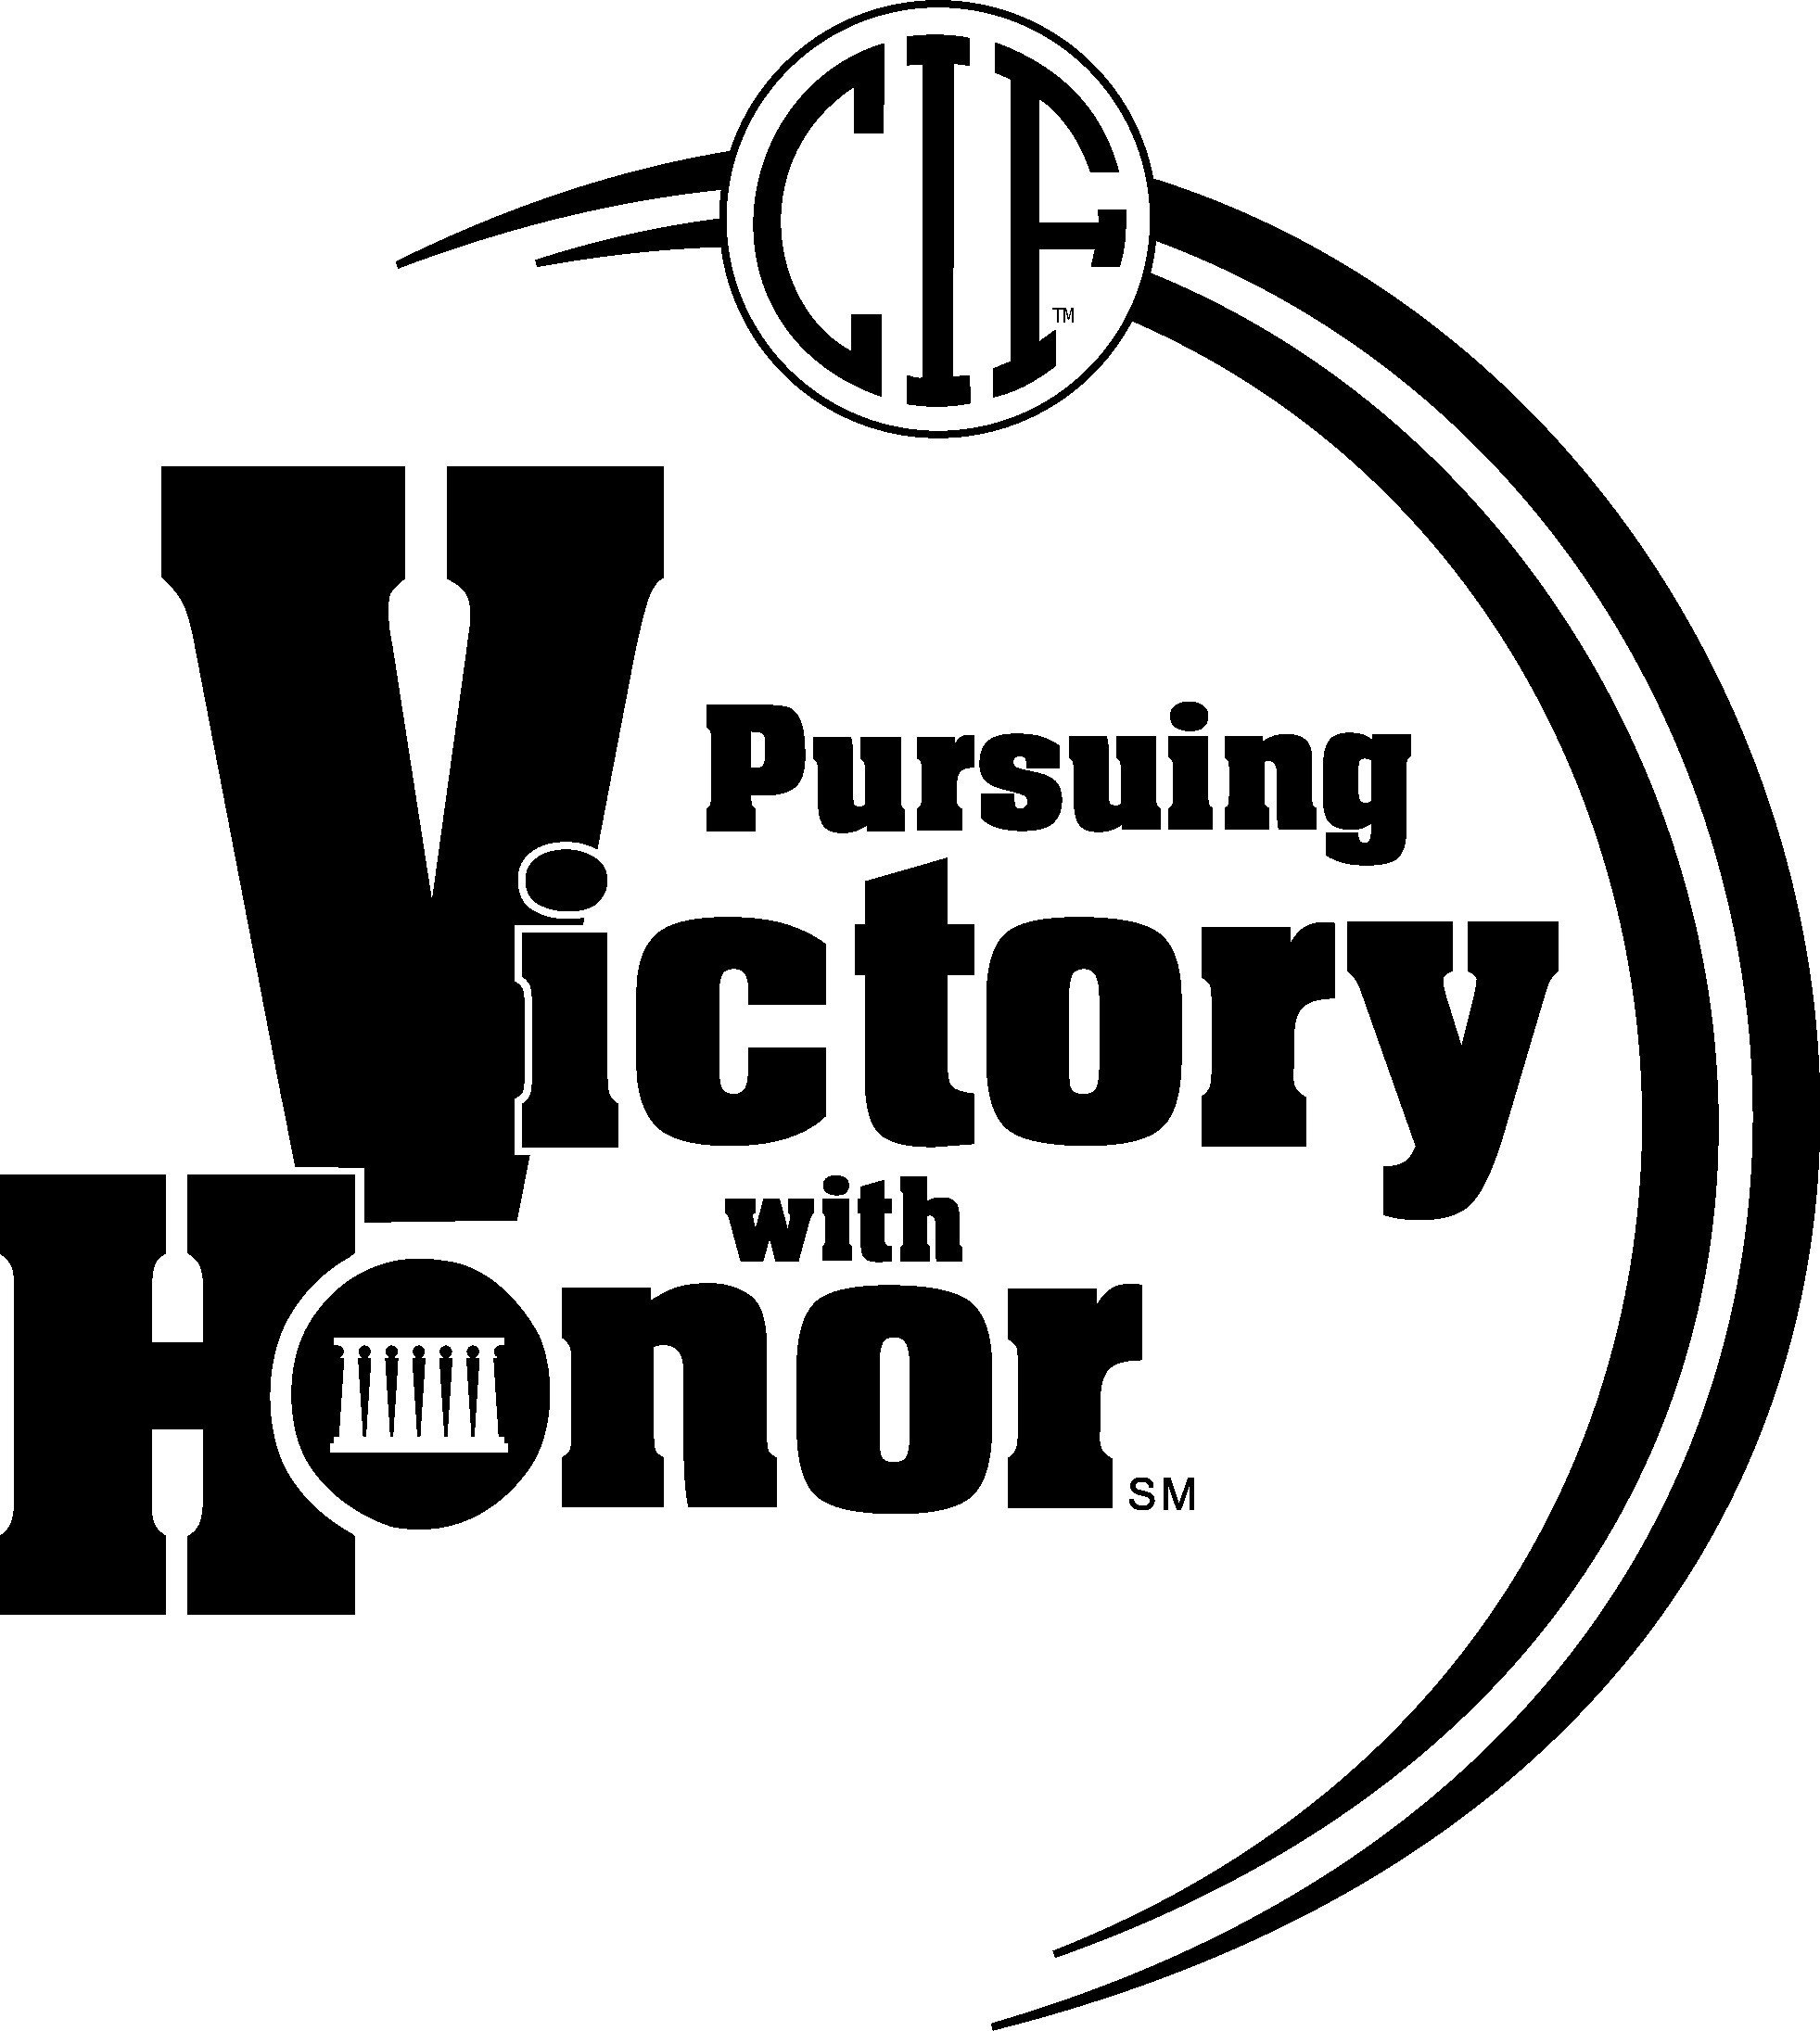 CIF™
Pursuing
Victory
with
Honor SM